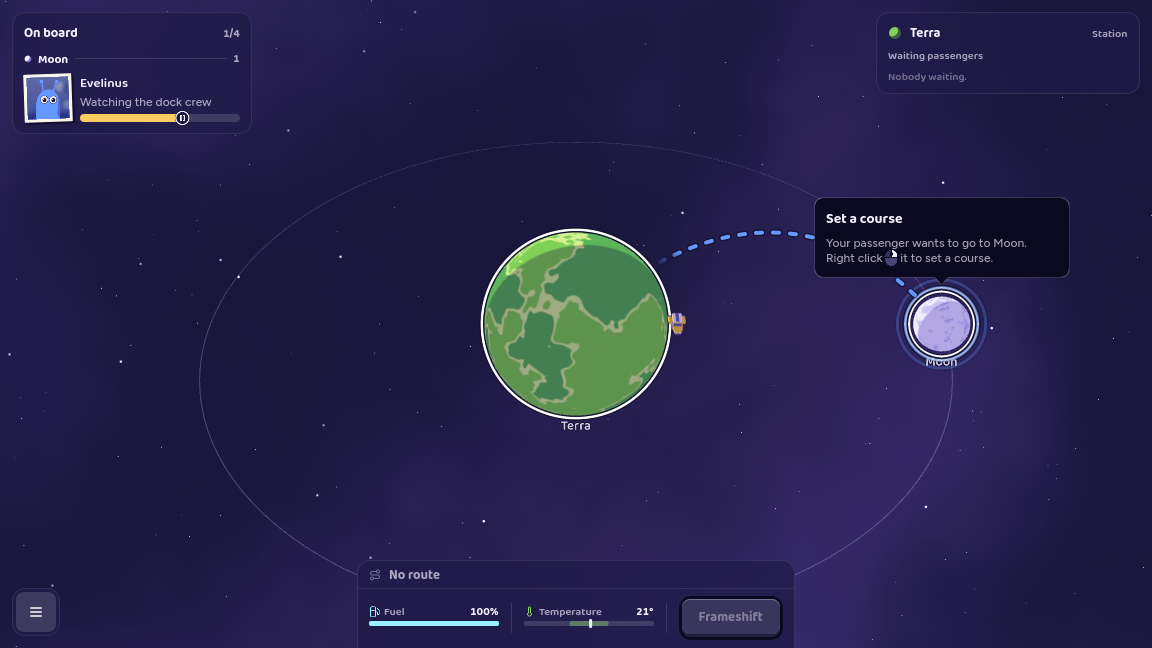 On board 1/4
Moon 1
Evelinus
Watching the dock crew
Terra Station
Waiting passengers
Nobody waiting.
Set a course
Your passenger wants to go to Moon.
Right click it to set a course.
Moon
Terra
No route
Fuel 100%
Temperature 21°
Frameshift